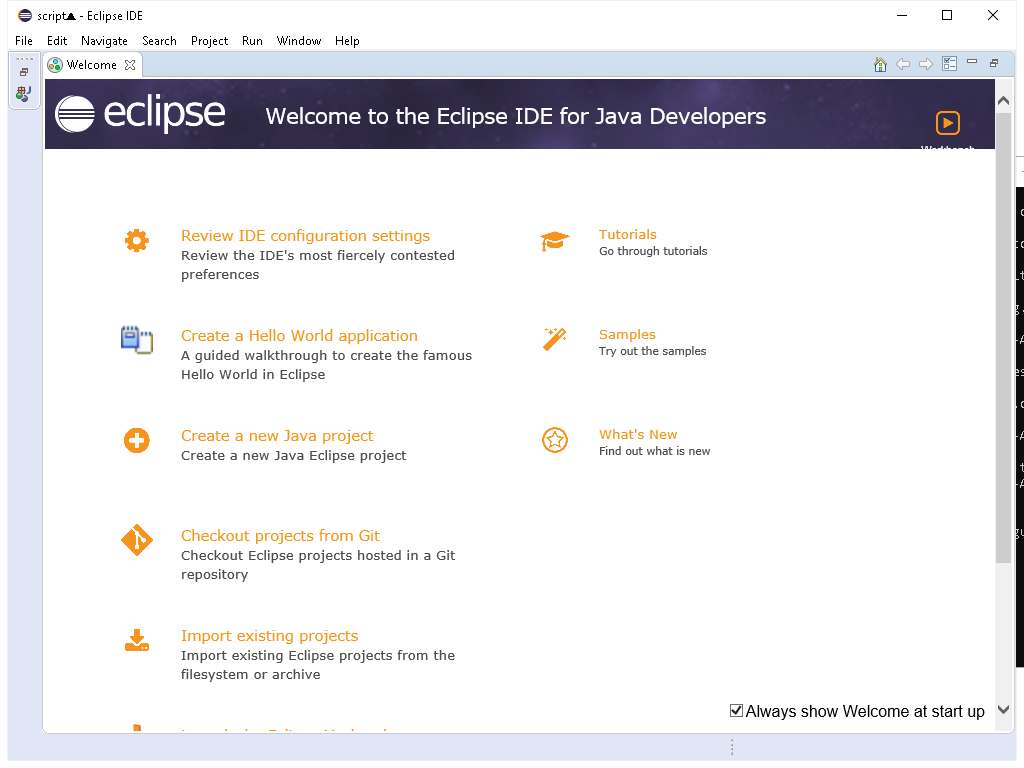 script▲ - Eclipse IDE
File Edit Navigate Search Project Run Window Help
Welcome
eclipse
Welcome to the Eclipse IDE for Java Developers
Workbench
Review IDE configuration settings
Review the IDE's most fiercely contested
preferences
Tutorials
Go through tutorials
Create a Hello World application
A guided walkthrough to create the famous
Hello World in Eclipse
Samples
Try out the samples
Create a new Java project
Create a new Java Eclipse project
What's New
Find out what is new
Checkout projects from Git
Checkout Eclipse projects hosted in a Git
repository
Import existing projects
Import existing Eclipse projects from the
filesystem or archive
Always show Welcome at start up